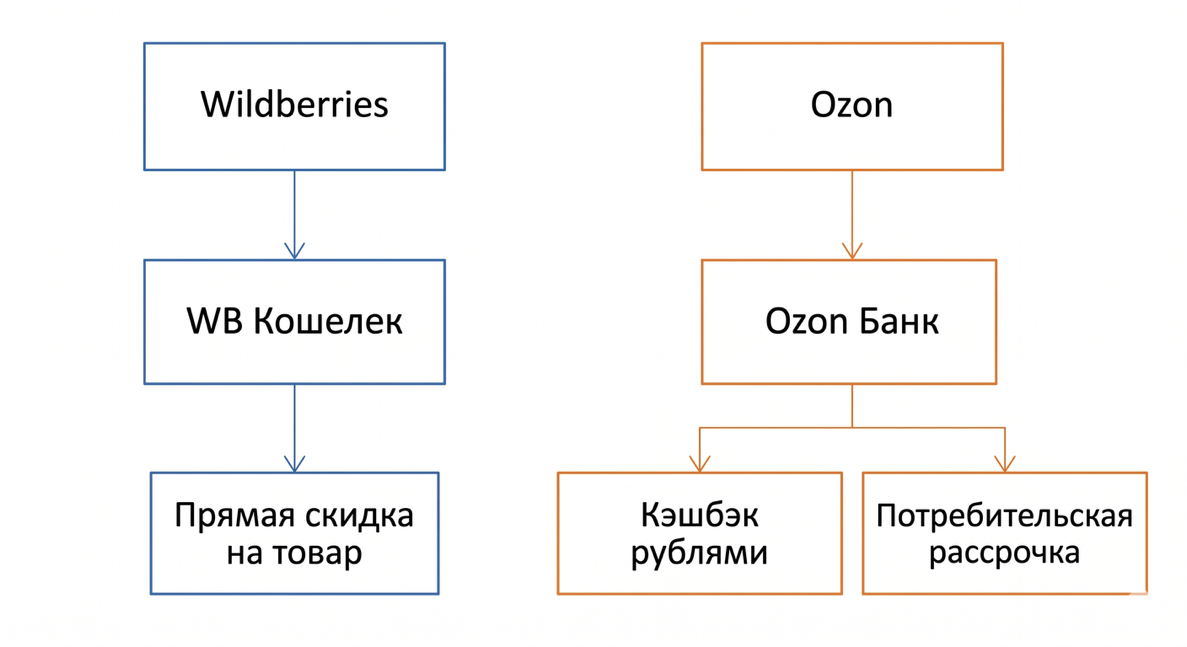 Wildberries
Ozon
WB Кошелек
Ozon Банк
Прямая скидка
на товар
Кэшбэк
рублями
Потребительская
рассрочка